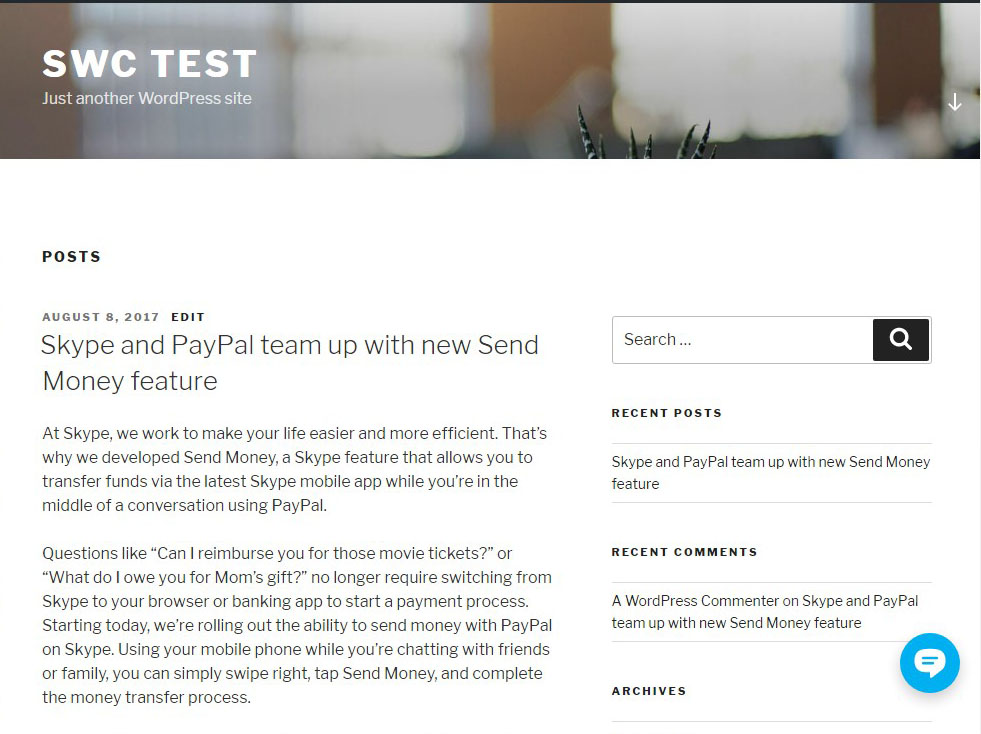 SWC TEST
Just another WordPress site
POSTS
AUGUST 8, 2017 EDIT
Skype and PayPal team up with new Send
Money feature
At Skype, we work to make your life easier and more efficient. That’s
why we developed Send Money, a Skype feature that allows you to
transfer funds via the latest Skype mobile app while you’re in the
middle of a conversation using PayPal.
Questions like “Can I reimburse you for those movie tickets?” or
“What do I owe you for Mom’s gift?” no longer require switching from
Skype to your browser or banking app to start a payment process.
Starting today, we’re rolling out the ability to send money with PayPal
on Skype. Using your mobile phone while you’re chatting with friends
or family, you can simply swipe right, tap Send Money, and complete
the money transfer process.
Search …
RECENT POSTS
Skype and PayPal team up with new Send Money
feature
RECENT COMMENTS
A WordPress Commenter on Skype and PayPal
team up with new Send Money feature
ARCHIVES